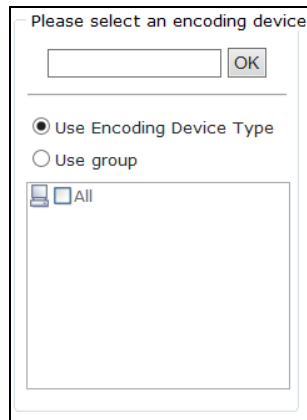 Please select an encoding device
OK
Use Encoding Device Type
Use group
All